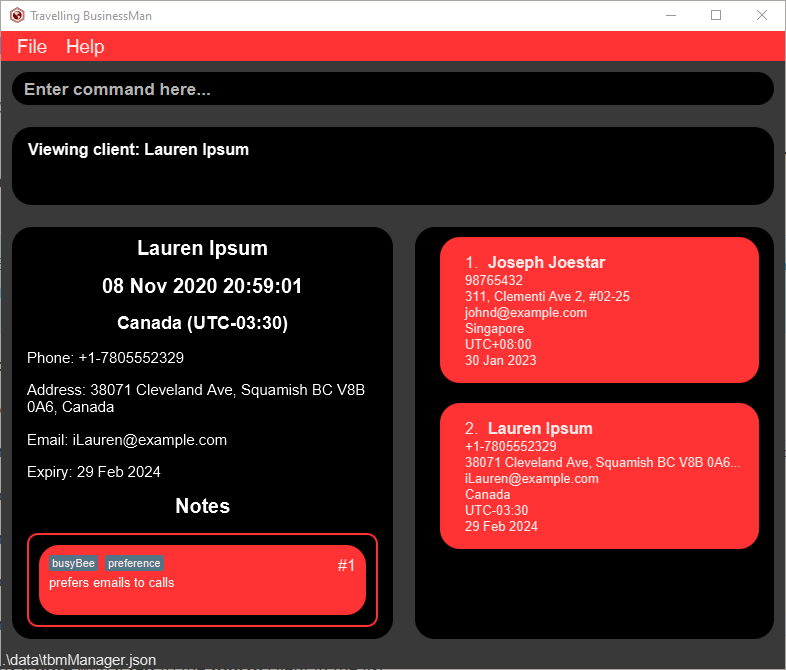 Travelling BusinessMan
File Help
Enter command here...
Viewing client: Lauren Ipsum
Lauren Ipsum
08 Nov 2020 20:59:01
Canada (UTC-03:30)
Phone: +1-7805552329
Address: 38071 Cleveland Ave, Squamish BC V8B
0A6, Canada
Email: iLauren@example.com
Expiry: 29 Feb 2024
Notes
busyBee preference #1
prefers emails to calls
1. Joseph Joestar
98765432
311, Clementi Ave 2, #02-25
johnd@example.com
Singapore
UTC+08:00
30 Jan 2023
2. Lauren Ipsum
+1-7805552329
38071 Cleveland Ave, Squamish BC V8B 0A6...
iLauren@example.com
Canada
UTC-03:30
29 Feb 2024
.\data\tbmManager.json